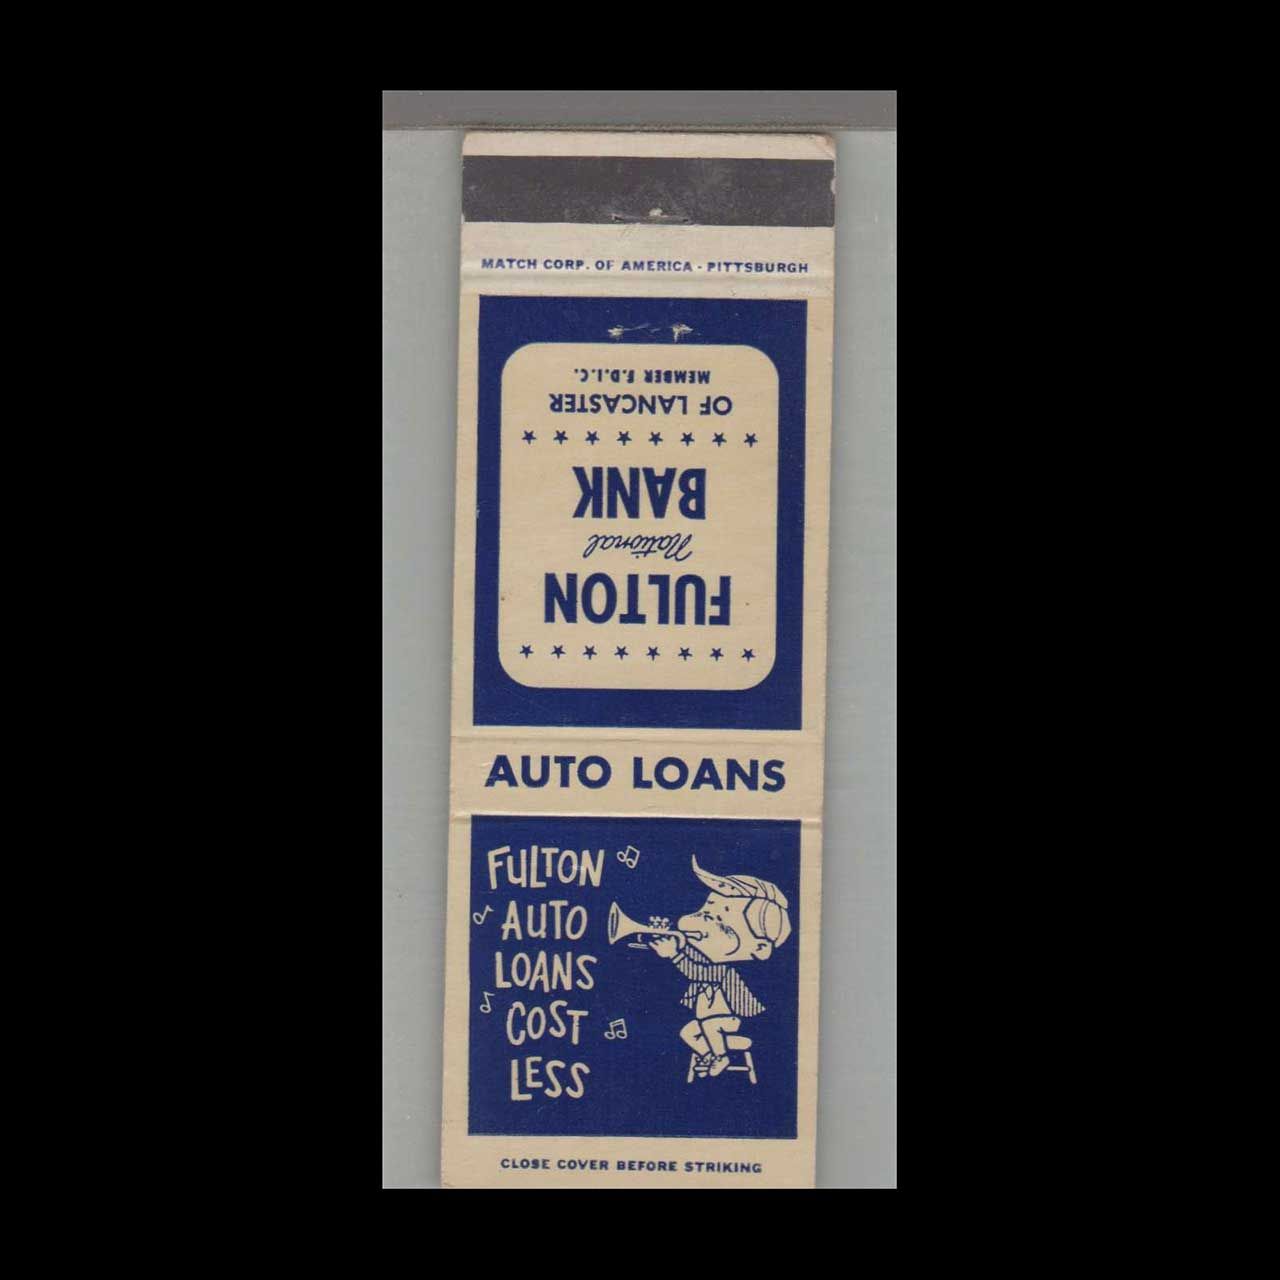 MATCH CORP. OF AMERICA - PITTSBURGH
FULTON
National
BANK
OF LANCASTER
MEMBER F.D.I.C.
AUTO LOANS
FULTON
AUTO
LOANS
COST
LESS
CLOSE COVER BEFORE STRIKING